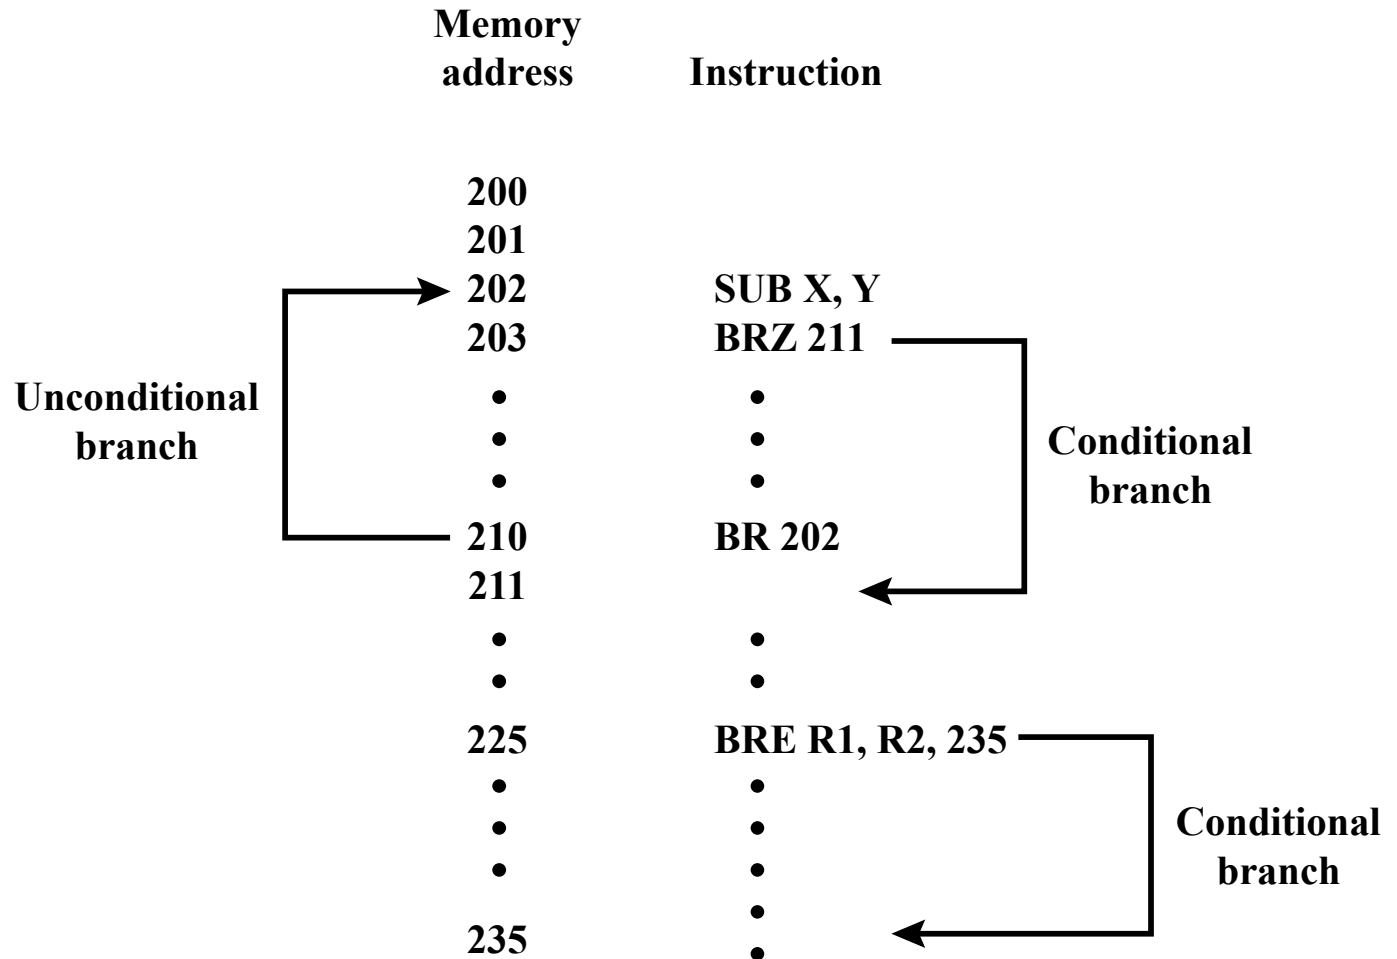 Memory
address Instruction
200
201
202 SUB X, Y
203 BRZ 211
Unconditional
branch
Conditional
branch
210 BR 202
211
225 BRE R1, R2, 235
Conditional
branch
235